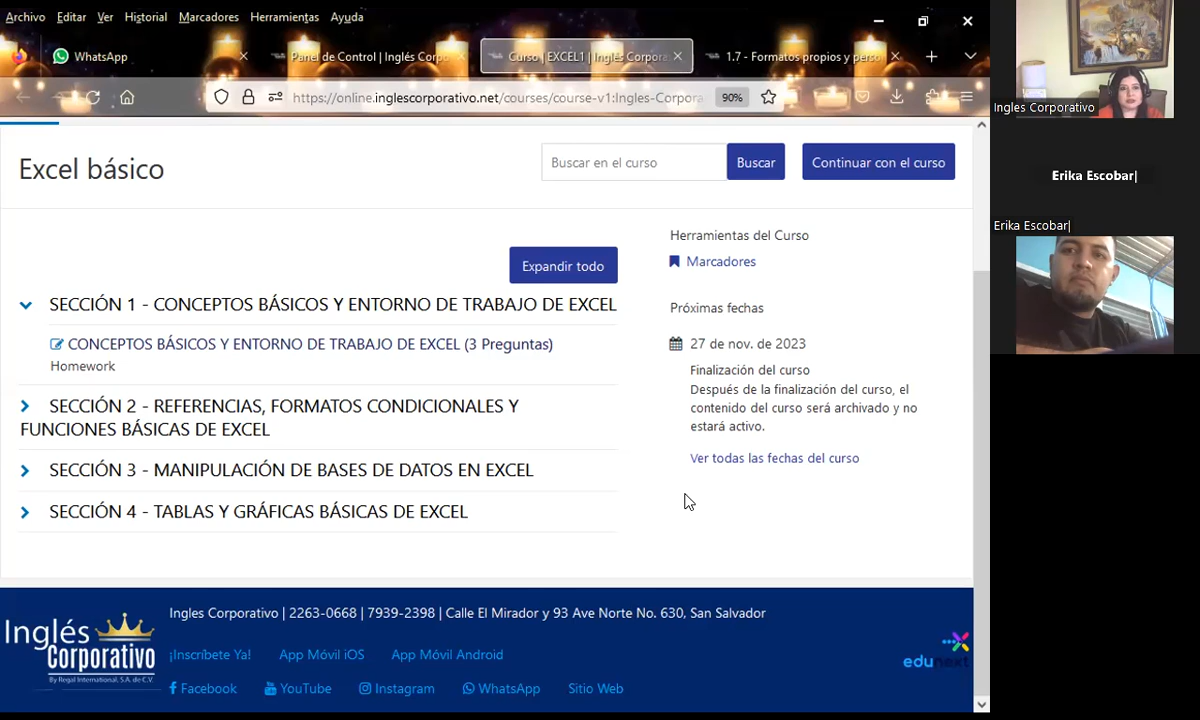 Archivo Editar Ver Historial Marcadores Herramientas Ayuda
WhatsApp
Panel de Control | Inglés Corpo
Curso | EXCEL1 | Inglés Corpora
1.7 - Formatos propios y perso
https://online.inglescorporativo.net/courses/course-v1:Ingles-Corpora
90%
Excel básico
Buscar en el curso
Buscar
Continuar con el curso
Expandir todo
SECCIÓN 1 - CONCEPTOS BÁSICOS Y ENTORNO DE TRABAJO DE EXCEL
CONCEPTOS BÁSICOS Y ENTORNO DE TRABAJO DE EXCEL (3 Preguntas)
Homework
SECCIÓN 2 - REFERENCIAS, FORMATOS CONDICIONALES Y
FUNCIONES BÁSICAS DE EXCEL
SECCIÓN 3 - MANIPULACIÓN DE BASES DE DATOS EN EXCEL
SECCIÓN 4 - TABLAS Y GRÁFICAS BÁSICAS DE EXCEL
Herramientas del Curso
Marcadores
Próximas fechas
27 de nov. de 2023
Finalización del curso
Después de la finalización del curso, el
contenido del curso será archivado y no
estará activo.
Ver todas las fechas del curso
Inglés
Corporativo
By Regal International, S.A. de C.V.
Ingles Corporativo | 2263-0668 | 7939-2398 | Calle El Mirador y 93 Ave Norte No. 630, San Salvador
¡Inscríbete Ya! App Móvil iOS App Móvil Android
Facebook YouTube Instagram WhatsApp Sitio Web
edunext
Ingles Corporativo
Erika Escobar|
Erika Escobar|